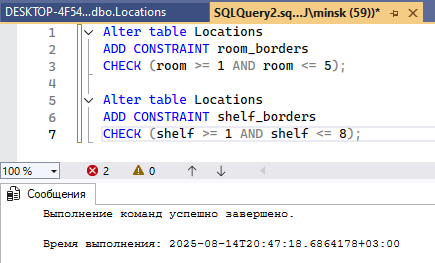 DESKTOP-4F54...dbo.Locations
SQLQuery2.sq...J\minsk (59))*
1 Alter table Locations
2 ADD CONSTRAINT room_borders
3 CHECK (room >= 1 AND room <= 5);
4
5 Alter table Locations
6 ADD CONSTRAINT shelf_borders
7 CHECK (shelf >= 1 AND shelf <= 8);
100 % 2 0
Сообщения
Выполнение команд успешно завершено.
Время выполнения: 2025-08-14T20:47:18.6864178+03:00